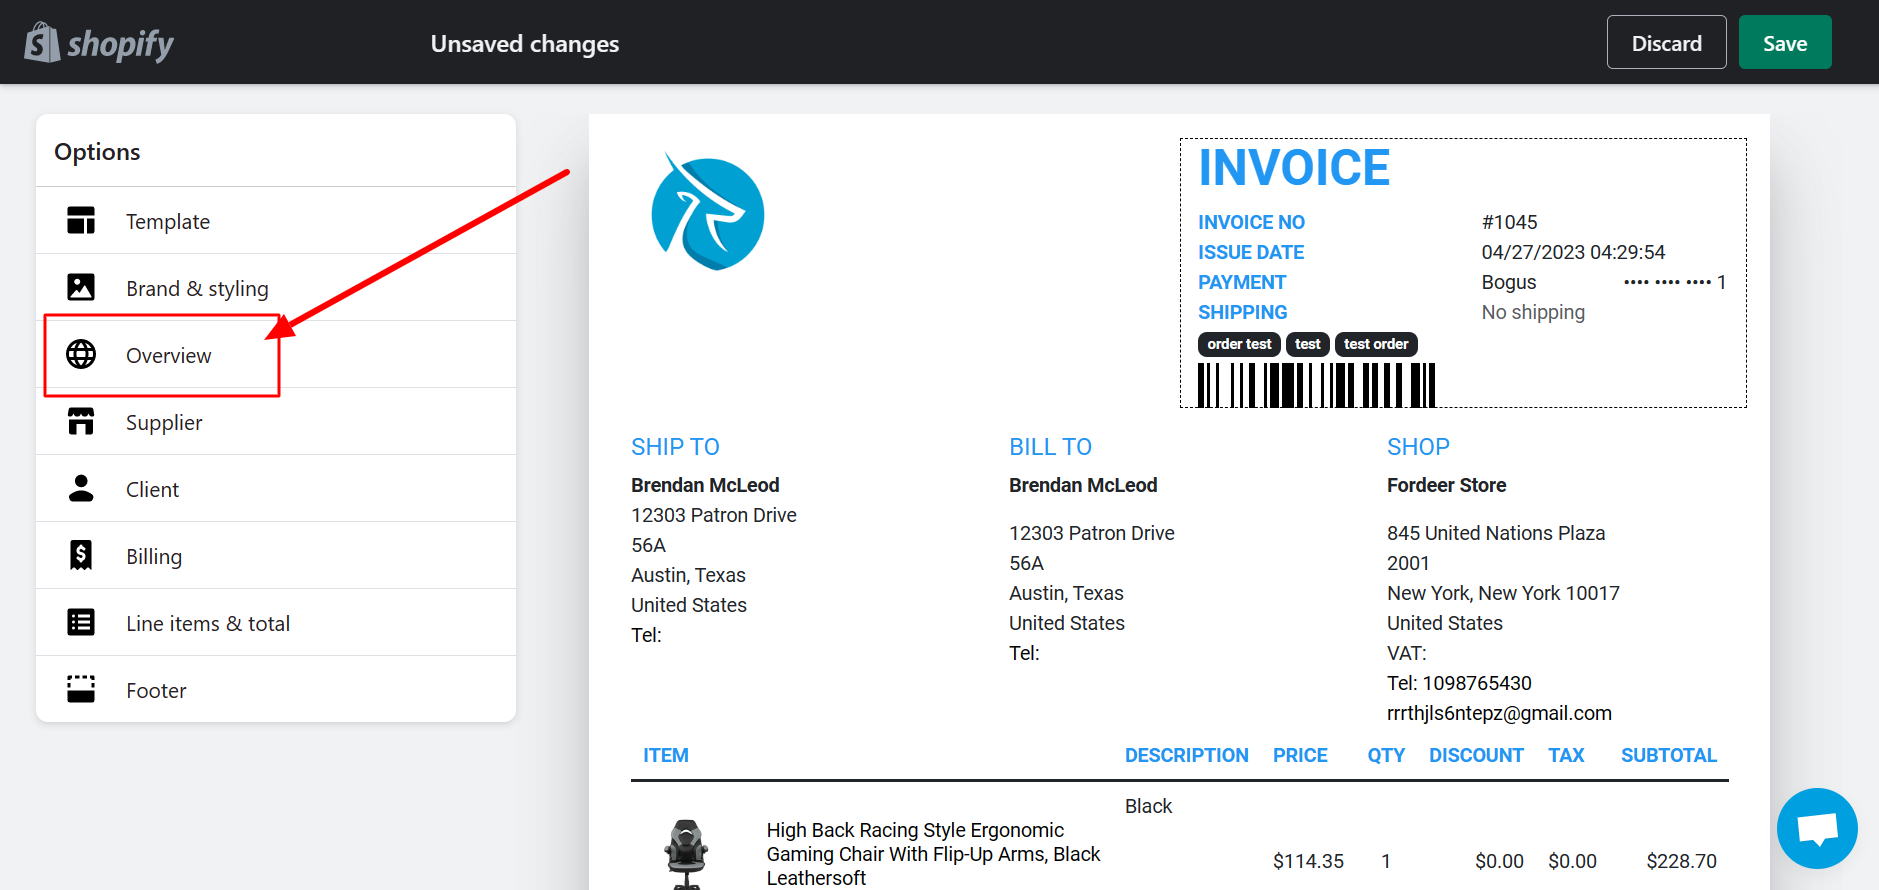 shopify
Unsaved changes
Discard
Save
Options
Template
Brand & styling
Overview
Supplier
Client
Billing
Line items & total
Footer
INVOICE
INVOICE NO #1045
ISSUE DATE 04/27/2023 04:29:54
PAYMENT Bogus •••• •••• •••• 1
SHIPPING No shipping
order test test test order
SHIP TO
Brendan McLeod
12303 Patron Drive
56A
Austin, Texas
United States
Tel:
BILL TO
Brendan McLeod
12303 Patron Drive
56A
Austin, Texas
United States
Tel:
SHOP
Fordeer Store
845 United Nations Plaza
2001
New York, New York 10017
United States
VAT:
Tel: 1098765430
rrrthjls6ntepz@gmail.com
ITEM DESCRIPTION PRICE QTY DISCOUNT TAX SUBTOTAL
Black
High Back Racing Style Ergonomic
Gaming Chair With Flip-Up Arms, Black
Leathersoft
$114.35 1 $0.00 $0.00 $228.70